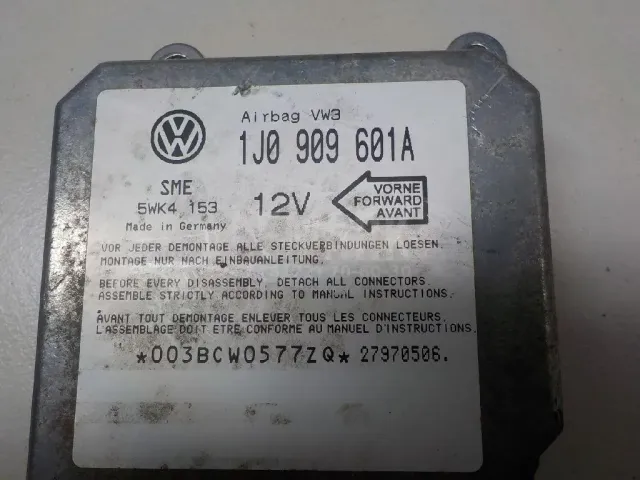 Airbag VW3
1J0 909 601A
SME
5WK4 153
Made in Germany
12V
VORNE
FORWARD
AVANT
VOR JEDER DEMONTAGE ALLE STECKVERBINDUNGEN LOESEN.
MONTAGE NUR NACH EINBAUANLEITUNG.
BEFORE EVERY DISASSEMBLY, DETACH ALL CONNECTORS.
ASSEMBLE STRICTLY ACCORDING TO MANUAL INSTRUCTIONS.
AVANT TOUT DEMONTAGE ENLEVER TOUS LES CONNECTEURS.
L'ASSEMBLAGE DOIT ETRE CONFORME AU MANUEL D'INSTRUCTIONS.
*003BCW0577ZQ* 27970506.